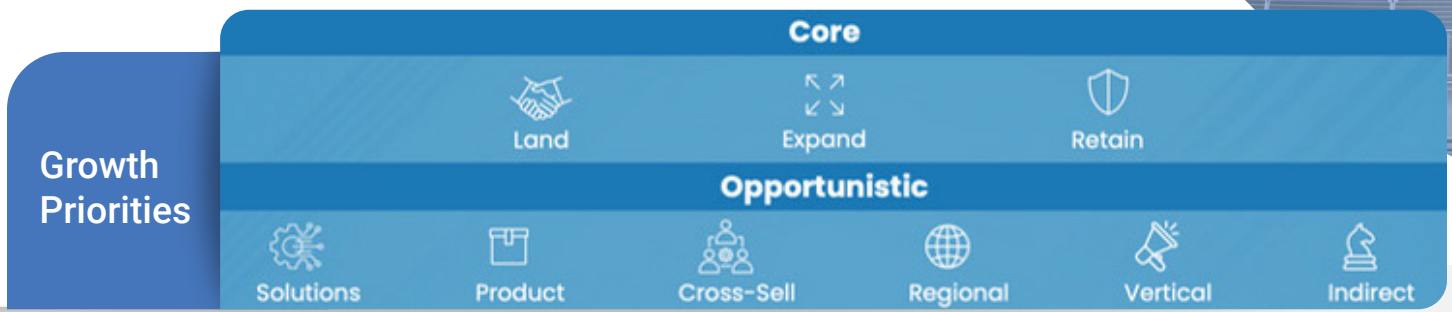 Growth
Priorities
Core
Land Expand Retain
Opportunistic
Solutions Product Cross-Sell Regional Vertical Indirect